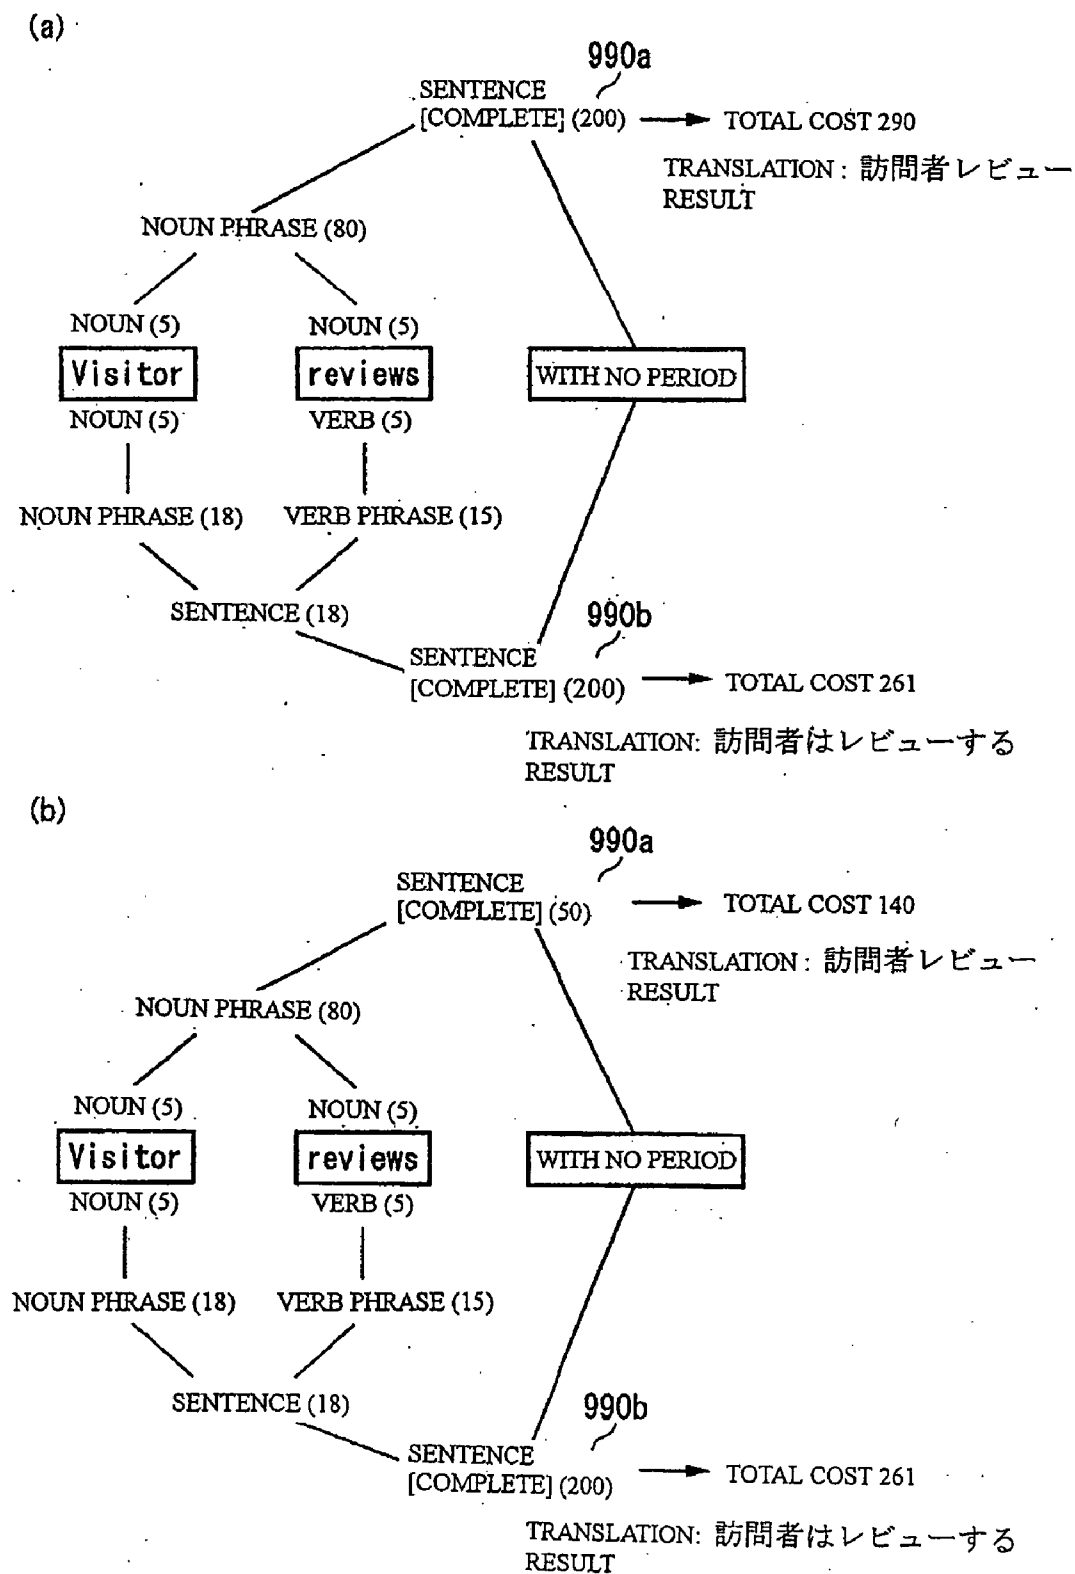 (a)
990a
SENTENCE
[COMPLETE] (200)
TOTAL COST 290
TRANSLATION : 訪問者レビュー
RESULT
NOUN PHRASE (80)
NOUN (5)
NOUN (5)
Visitor
reviews
WITH NO PERIOD
NOUN (5)
VERB (5)
NOUN PHRASE (18)
VERB PHRASE (15)
SENTENCE (18)
990b
SENTENCE
[COMPLETE] (200)
TOTAL COST 261
TRANSLATION: 訪問者はレビューする
RESULT
(b)
990a
SENTENCE
[COMPLETE] (50)
TOTAL COST 140
TRANSLATION : 訪問者レビュー
RESULT
NOUN PHRASE (80)
NOUN (5)
NOUN (5)
Visitor
reviews
WITH NO PERIOD
NOUN (5)
VERB (5)
NOUN PHRASE (18)
VERB PHRASE (15)
SENTENCE (18)
990b
SENTENCE
[COMPLETE] (200)
TOTAL COST 261
TRANSLATION: 訪問者はレビューする
RESULT